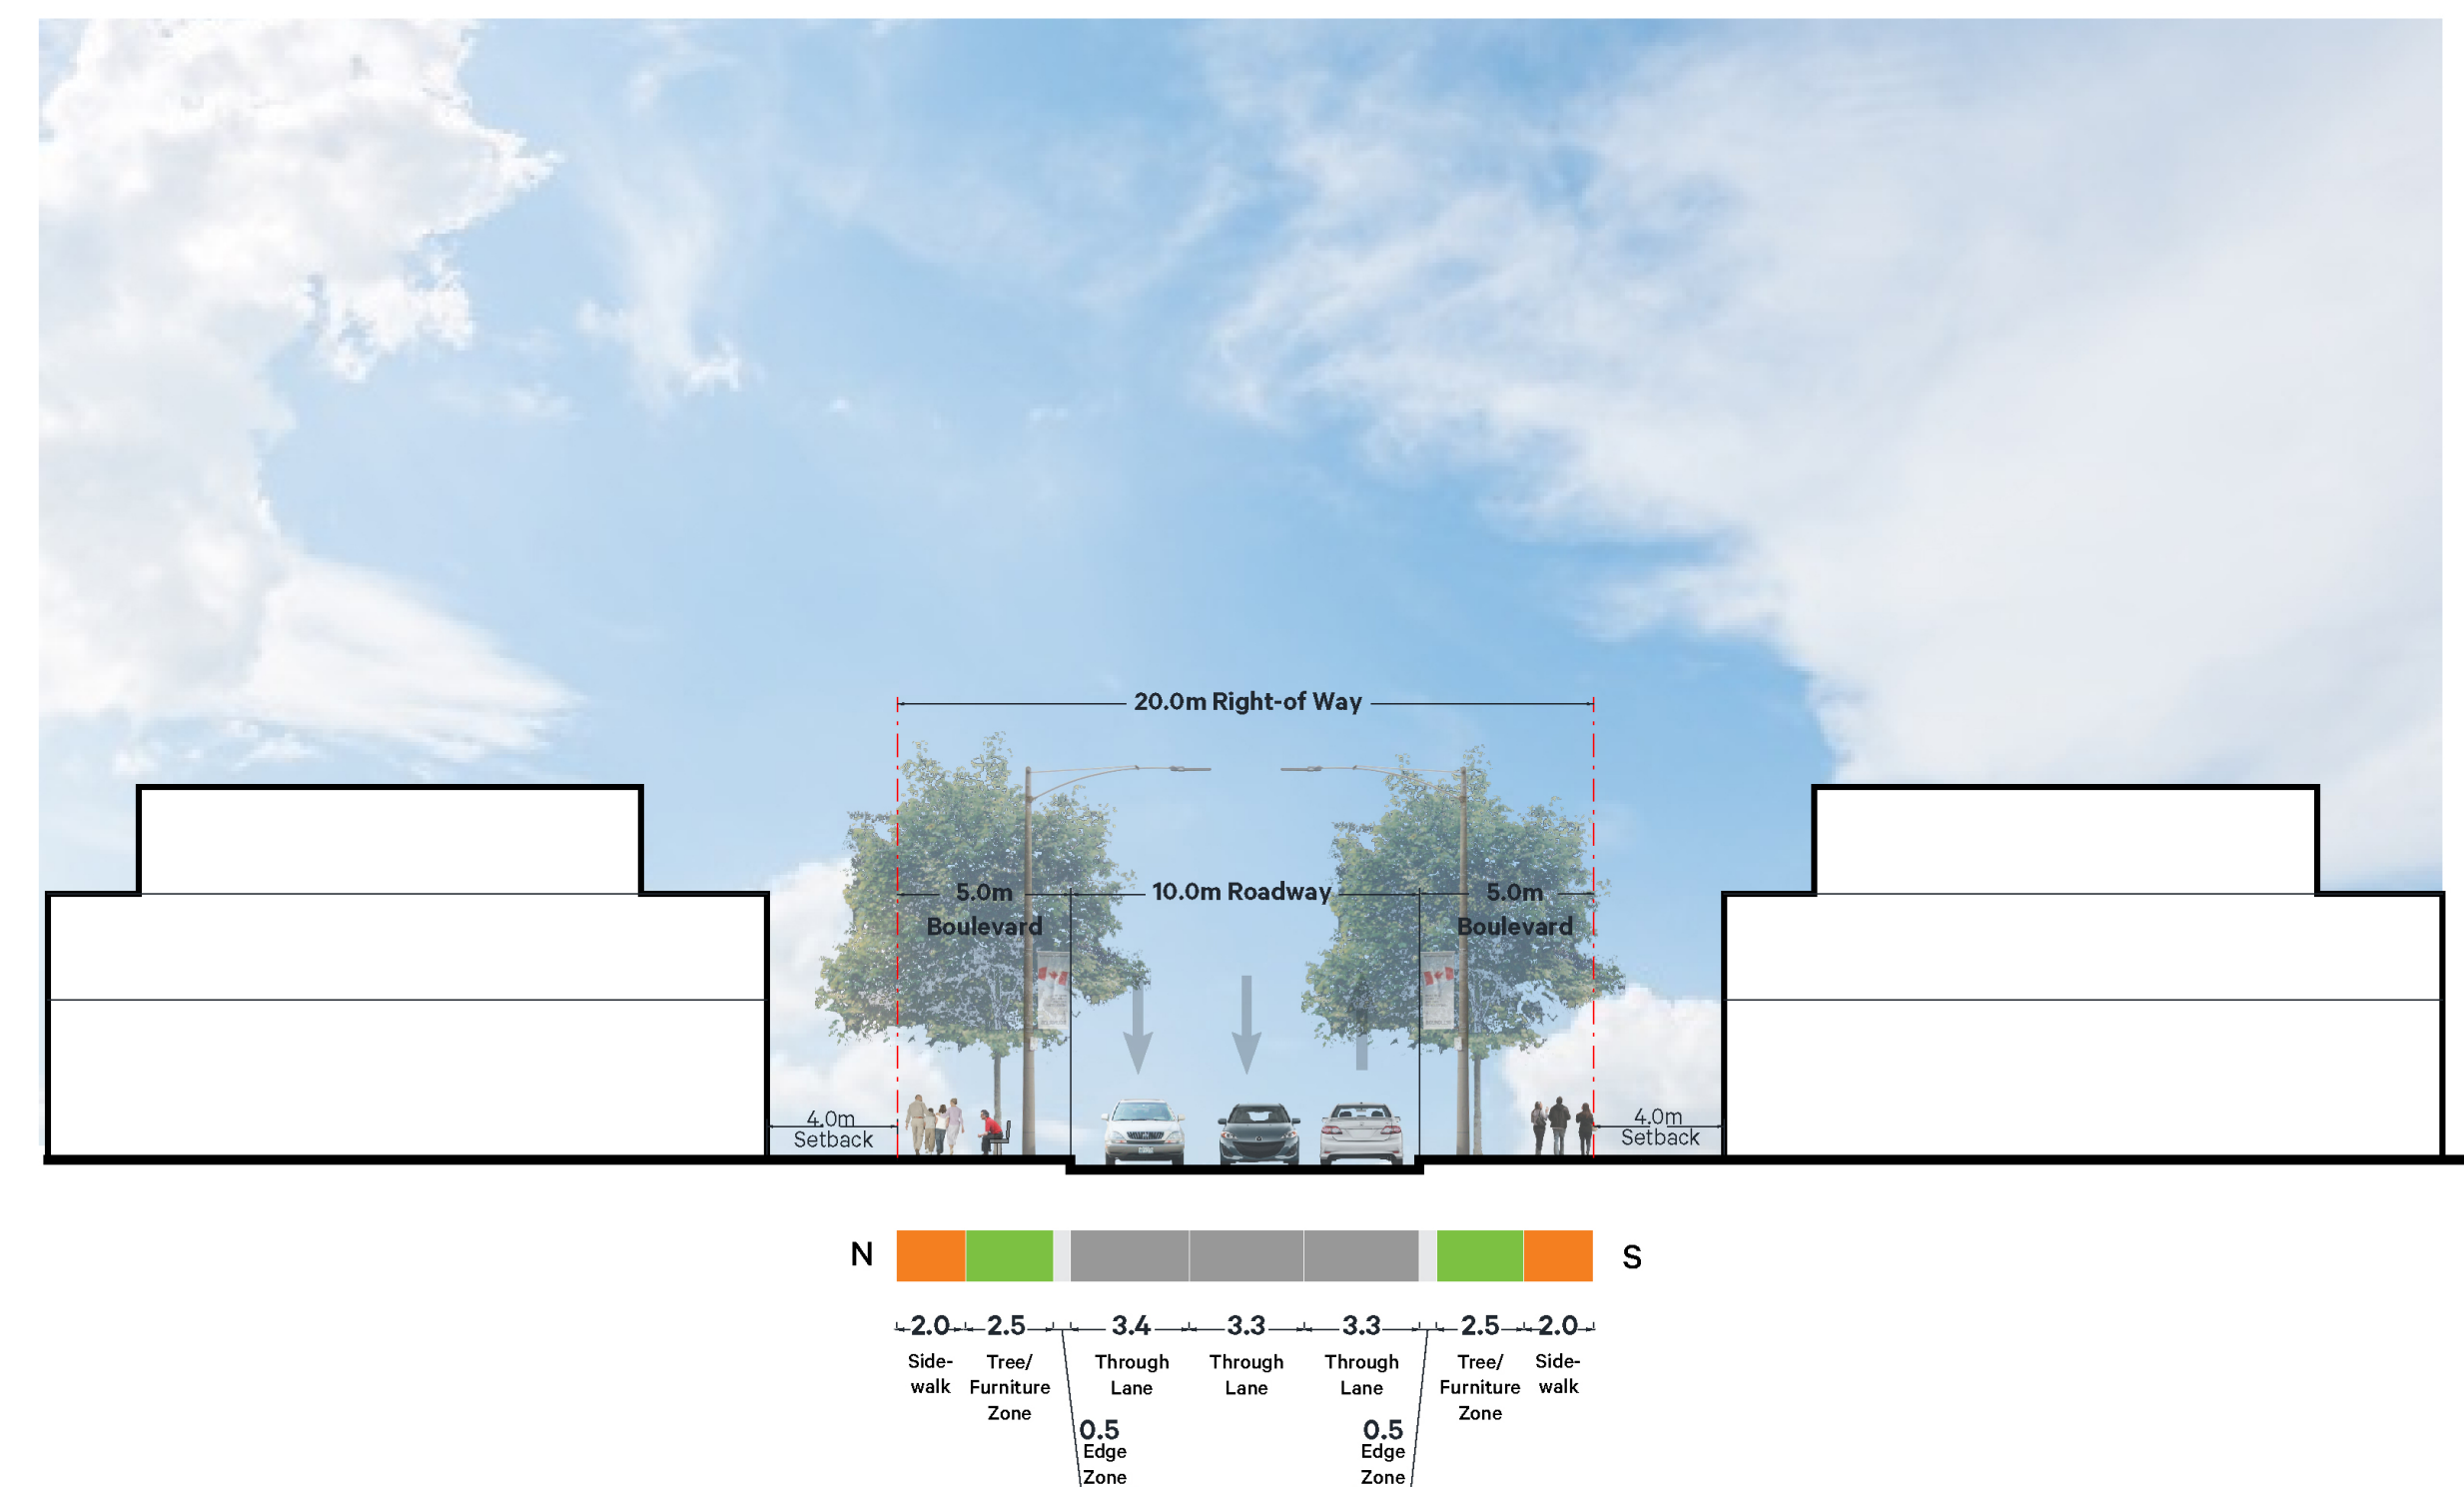 20.0m Right-of Way
5.0m
Boulevard
10.0m Roadway
5.0m
Boulevard
4.0m
Setback
4.0m
Setback
N
S
2.0 2.5 3.4 3.3 3.3 2.5 2.0
Side-
walk
Tree/
Furniture
Zone
Through
Lane
Through
Lane
Through
Lane
Tree/
Furniture
Zone
Side-
walk
0.5
Edge
Zone
0.5
Edge
Zone